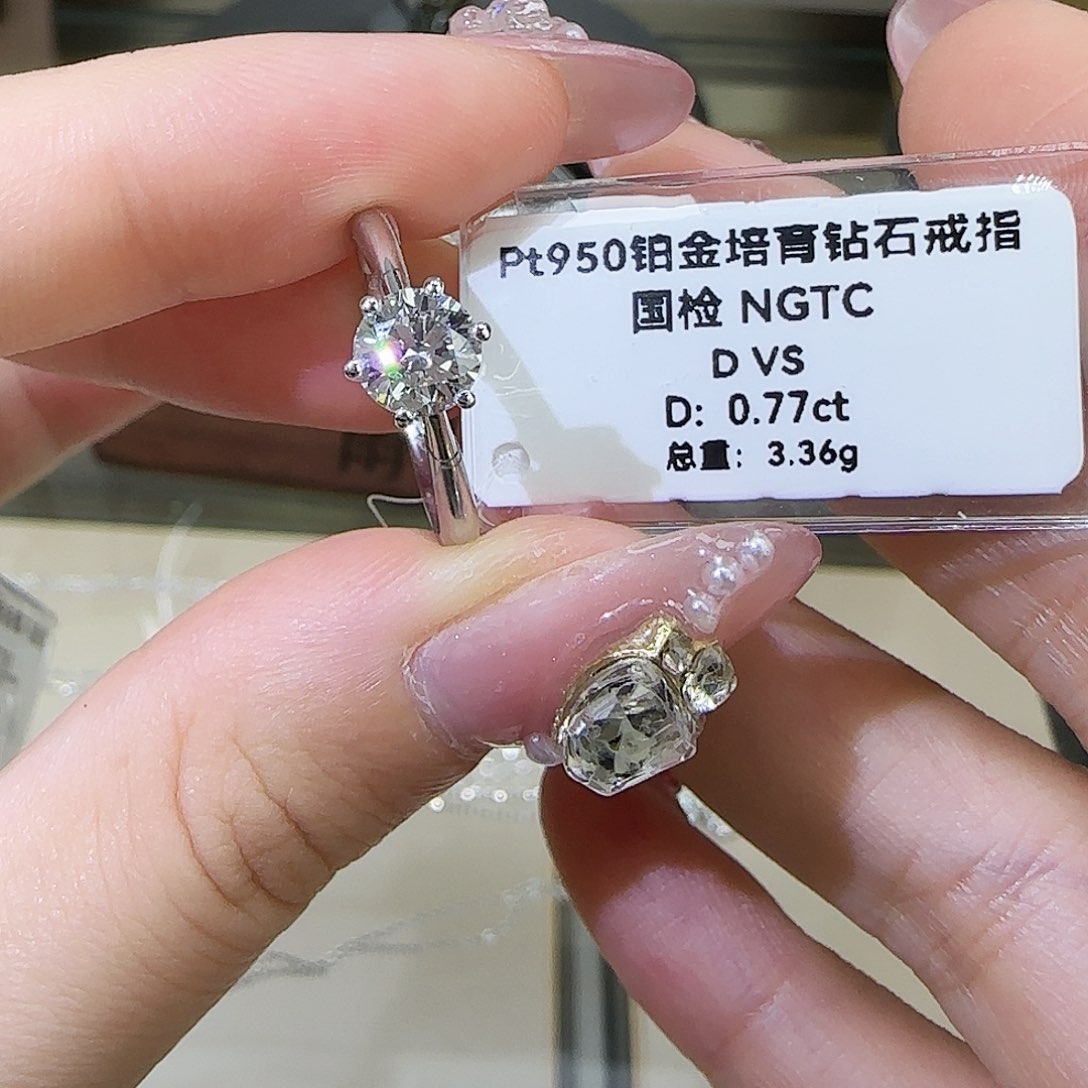 Pt950铂金培育钻石戒指
国检 NGTC
D VS
D: 0.77ct
总重: 3.36g